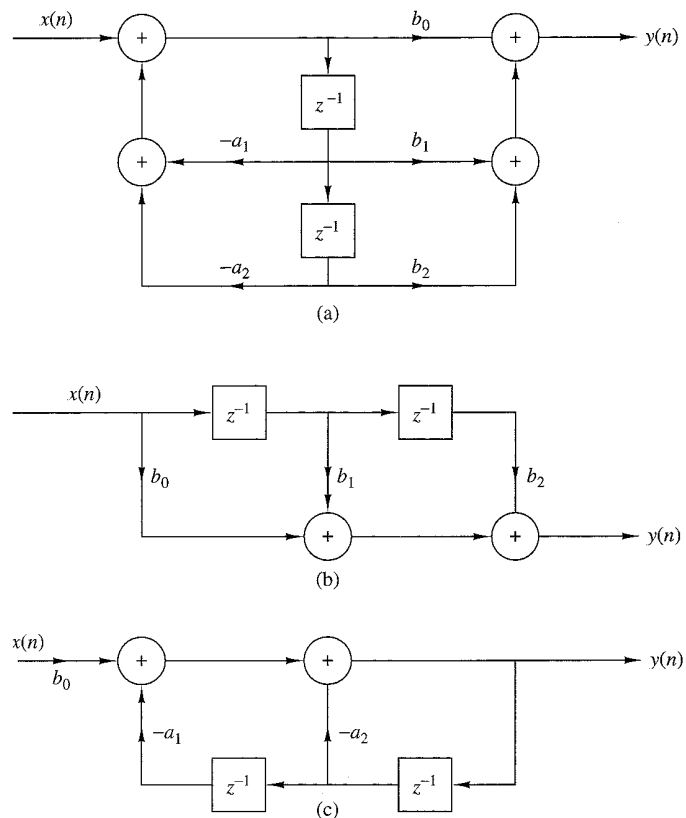 x(n) + b₀ + y(n)
z⁻¹
+ −a₁ b₁ +
z⁻¹
−a₂ b₂
(a)
x(n) z⁻¹ z⁻¹
b₀ b₁ b₂
+ + y(n)
(b)
x(n) + + y(n)
b₀
−a₁ −a₂
z⁻¹ z⁻¹
(c)